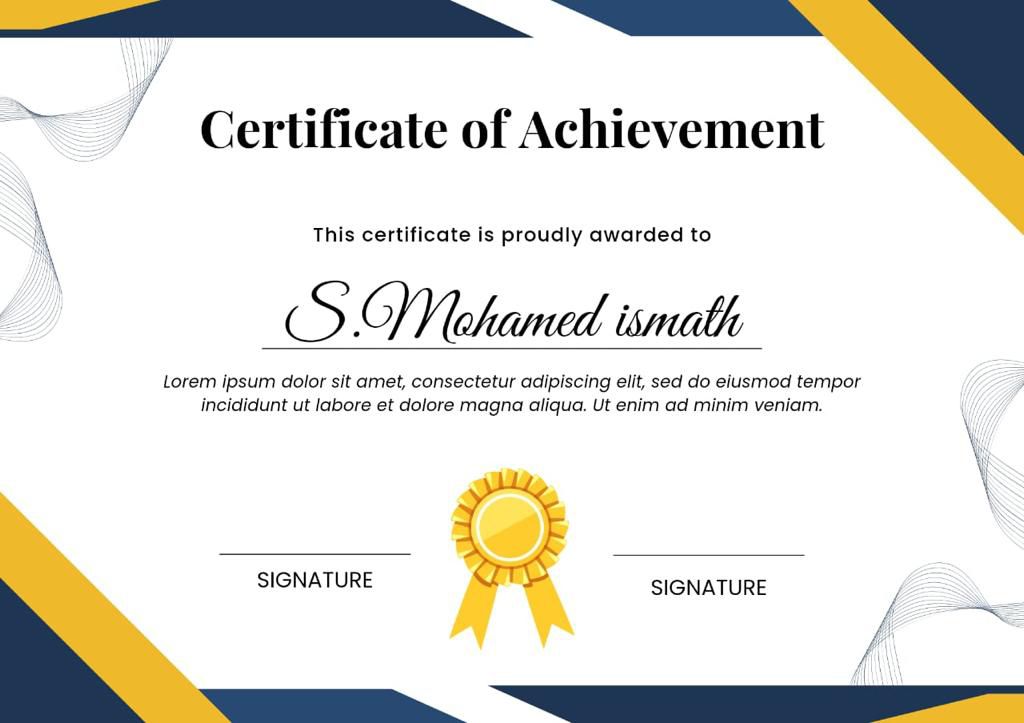 Certificate of Achievement
This certificate is proudly awarded to
S.Mohamed ismath
Lorem ipsum dolor sit amet, consectetur adipiscing elit, sed do eiusmod tempor
incididunt ut labore et dolore magna aliqua. Ut enim ad minim veniam.
SIGNATURE
SIGNATURE